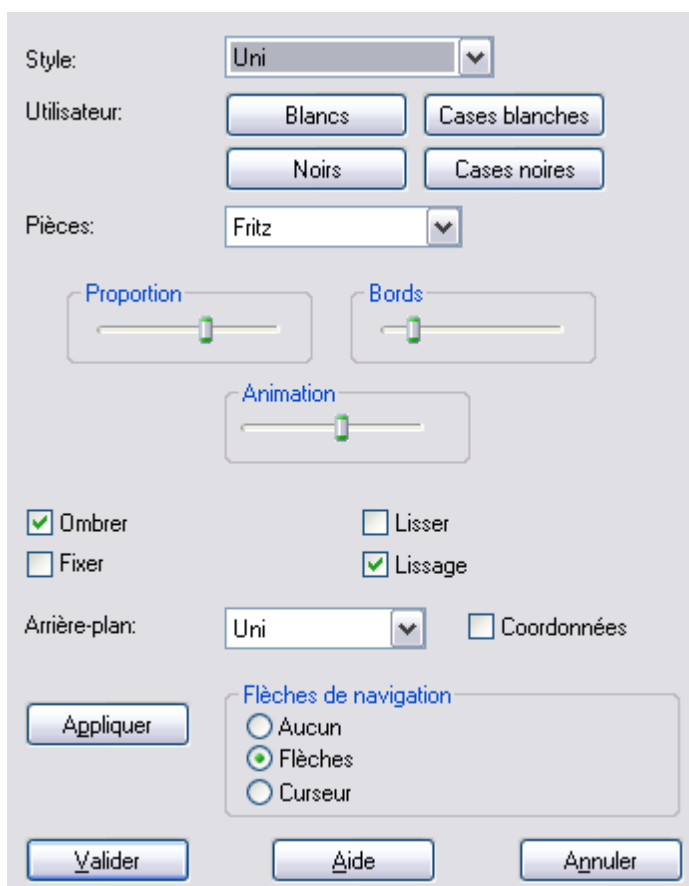 Style: Uni
Utilisateur: Blancs Cases blanches
Noirs Cases noires
Pièces: Fritz
Proportion Bords
Animation
Ombrer Lisser
Fixer Lissage
Arrière-plan: Uni Coordonnées
Flèches de navigation
Appliquer Aucun
Flèches
Curseur
Valider Aide Annuler